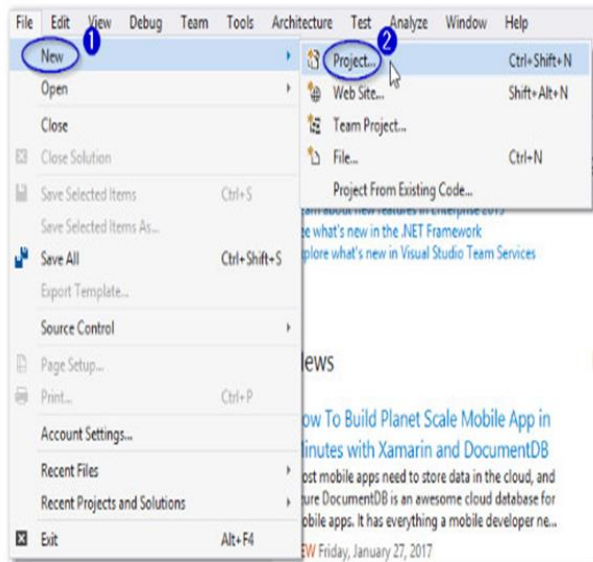 File Edit View Debug Team Tools Architecture Test Analyze Window Help
1
New
Open
Close
Close Solution
Save Selected Items Ctrl+S
Save Selected Items As...
Save All Ctrl+Shift+S
Export Template...
Source Control
Page Setup...
Print... Ctrl+P
Account Settings...
Recent Files
Recent Projects and Solutions
Exit Alt+F4
2
Project... Ctrl+Shift+N
Web Site... Shift+Alt+N
Team Project...
File... Ctrl+N
Project From Existing Code...
about new features in Enterprise
what's new in the .NET Framework
what's new in Visual Studio Team Services
ews
ow To Build Planet Scale Mobile App in
inutes with Xamarin and DocumentDB
ost mobile apps need to store data in the cloud, and
ure DocumentDB is an awesome cloud database for
obile apps. It has everything a mobile developer ne...
EW Friday, January 27, 2017